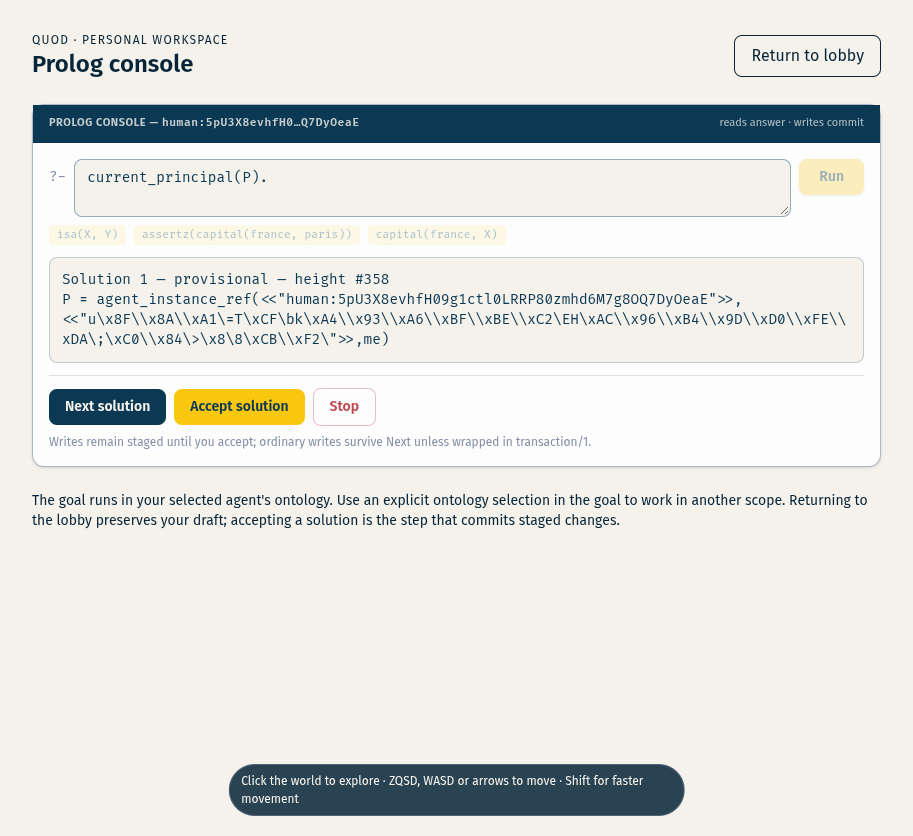 QUOD · PERSONAL WORKSPACE
Prolog console
Return to lobby
PROLOG CONSOLE — human:5pU3X8evhfH0…Q7DyOeaE
reads answer · writes commit
?-
current_principal(P).
Run
isa(X, Y)
assertz(capital(france, paris))
capital(france, X)
Solution 1 — provisional — height #358
P = agent_instance_ref(<<"human:5pU3X8evhfH09g1ctl0LRRP80zmhd6M7g8OQ7DyOeaE">>,
<<"u\x8F\\x8A\\xA1\=T\xCF\bk\xA4\\x93\\xA6\\xBF\\xBE\\xC2\EH\xAC\\x96\\xB4\\x9D\\xD0\\xFE\\
xDA\;\xC0\\x84\>\x8\8\xCB\\xF2\">>,me)
Next solution
Accept solution
Stop
Writes remain staged until you accept; ordinary writes survive Next unless wrapped in transaction/1.
The goal runs in your selected agent's ontology. Use an explicit ontology selection in the goal to work in another scope. Returning to
the lobby preserves your draft; accepting a solution is the step that commits staged changes.
Click the world to explore · ZQSD, WASD or arrows to move · Shift for faster
movement